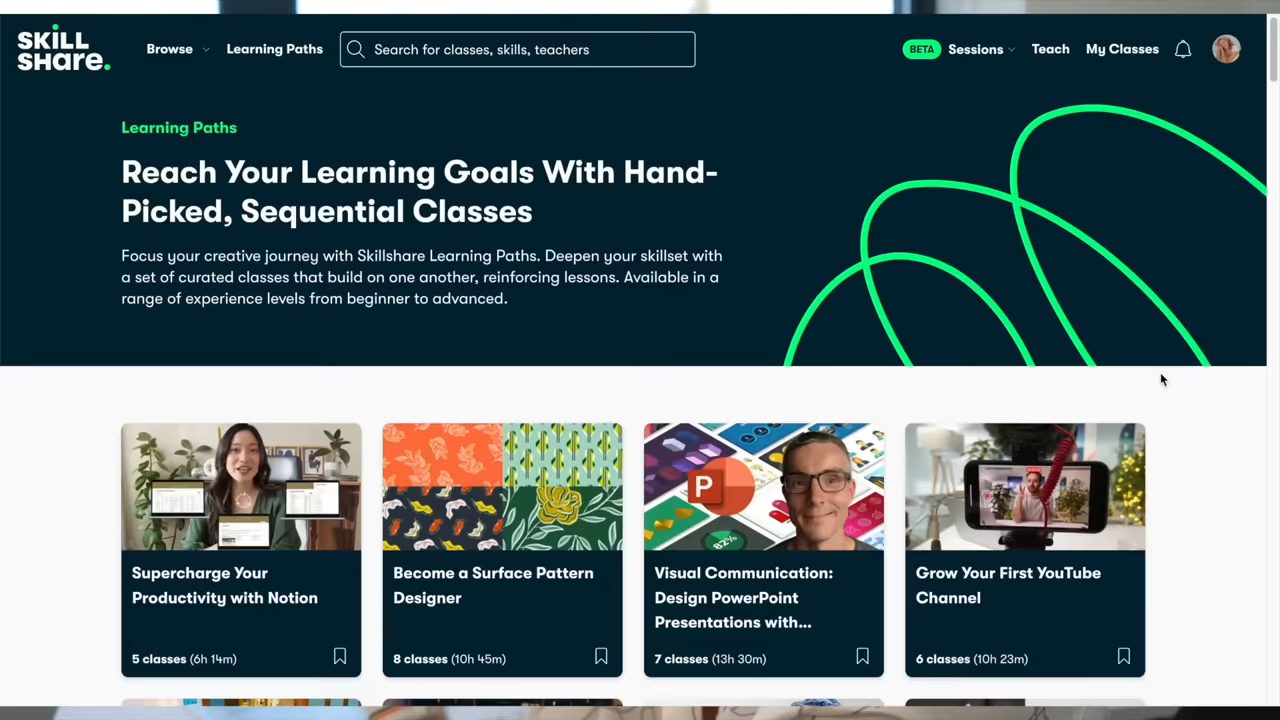 SKILL
SHare.
Browse
Learning Paths
Search for classes, skills, teachers
BETA
Sessions
Teach
My Classes
Learning Paths
Reach Your Learning Goals With Hand-
Picked, Sequential Classes
Focus your creative journey with Skillshare Learning Paths. Deepen your skillset with
a set of curated classes that build on one another, reinforcing lessons. Available in a
range of experience levels from beginner to advanced.
P
82%
Supercharge Your
Productivity with Notion
5 classes (6h 14m)
Become a Surface Pattern
Designer
8 classes (10h 45m)
Visual Communication:
Design PowerPoint
Presentations with...
7 classes (13h 30m)
Grow Your First YouTube
Channel
6 classes (10h 23m)